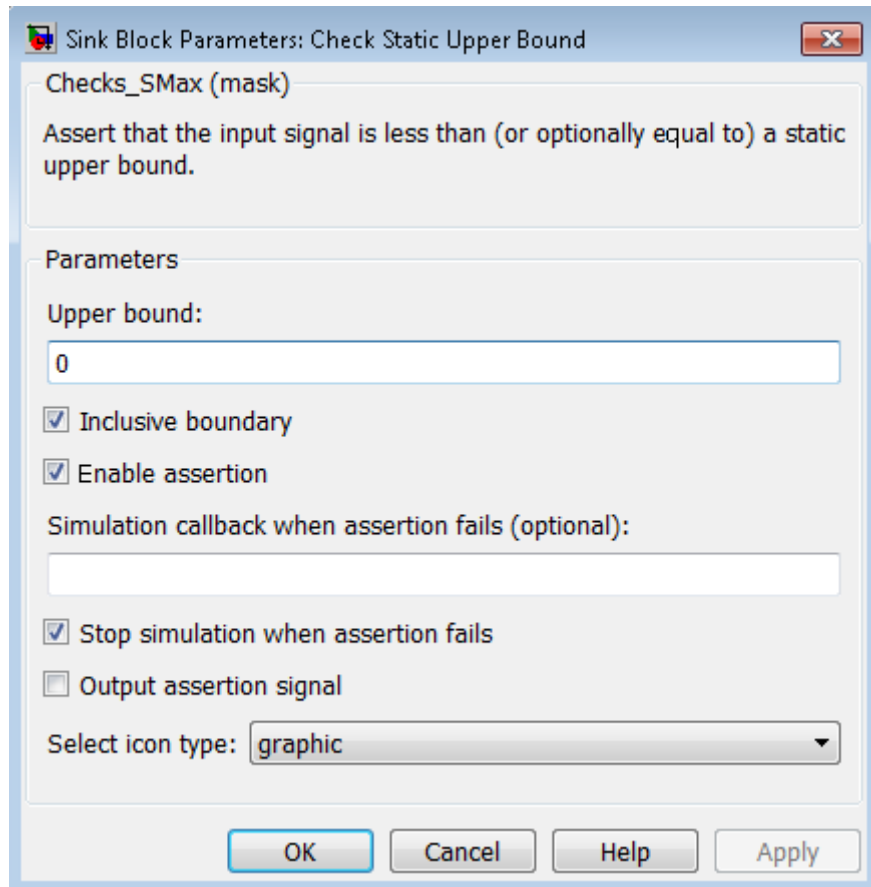 Sink Block Parameters: Check Static Upper Bound
Checks_SMax (mask)
Assert that the input signal is less than (or optionally equal to) a static
upper bound.
Parameters
Upper bound:
0
Inclusive boundary
Enable assertion
Simulation callback when assertion fails (optional):
Stop simulation when assertion fails
Output assertion signal
Select icon type: graphic
OK Cancel Help Apply